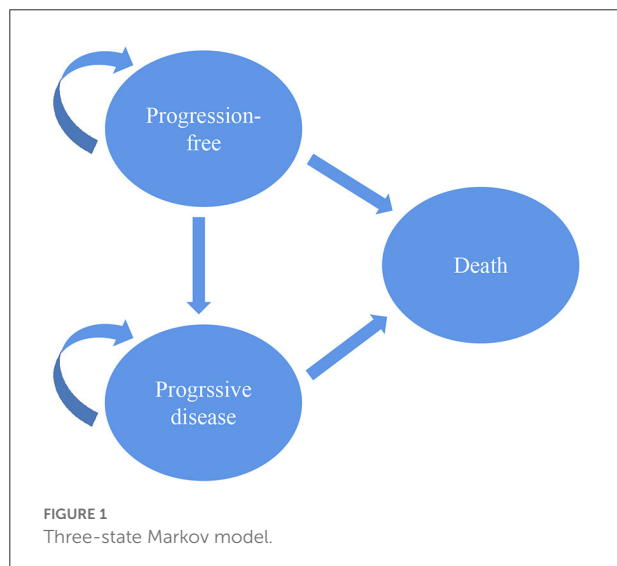 Progression-
free
Death
Progrssive
disease
FIGURE 1
Three-state Markov model.